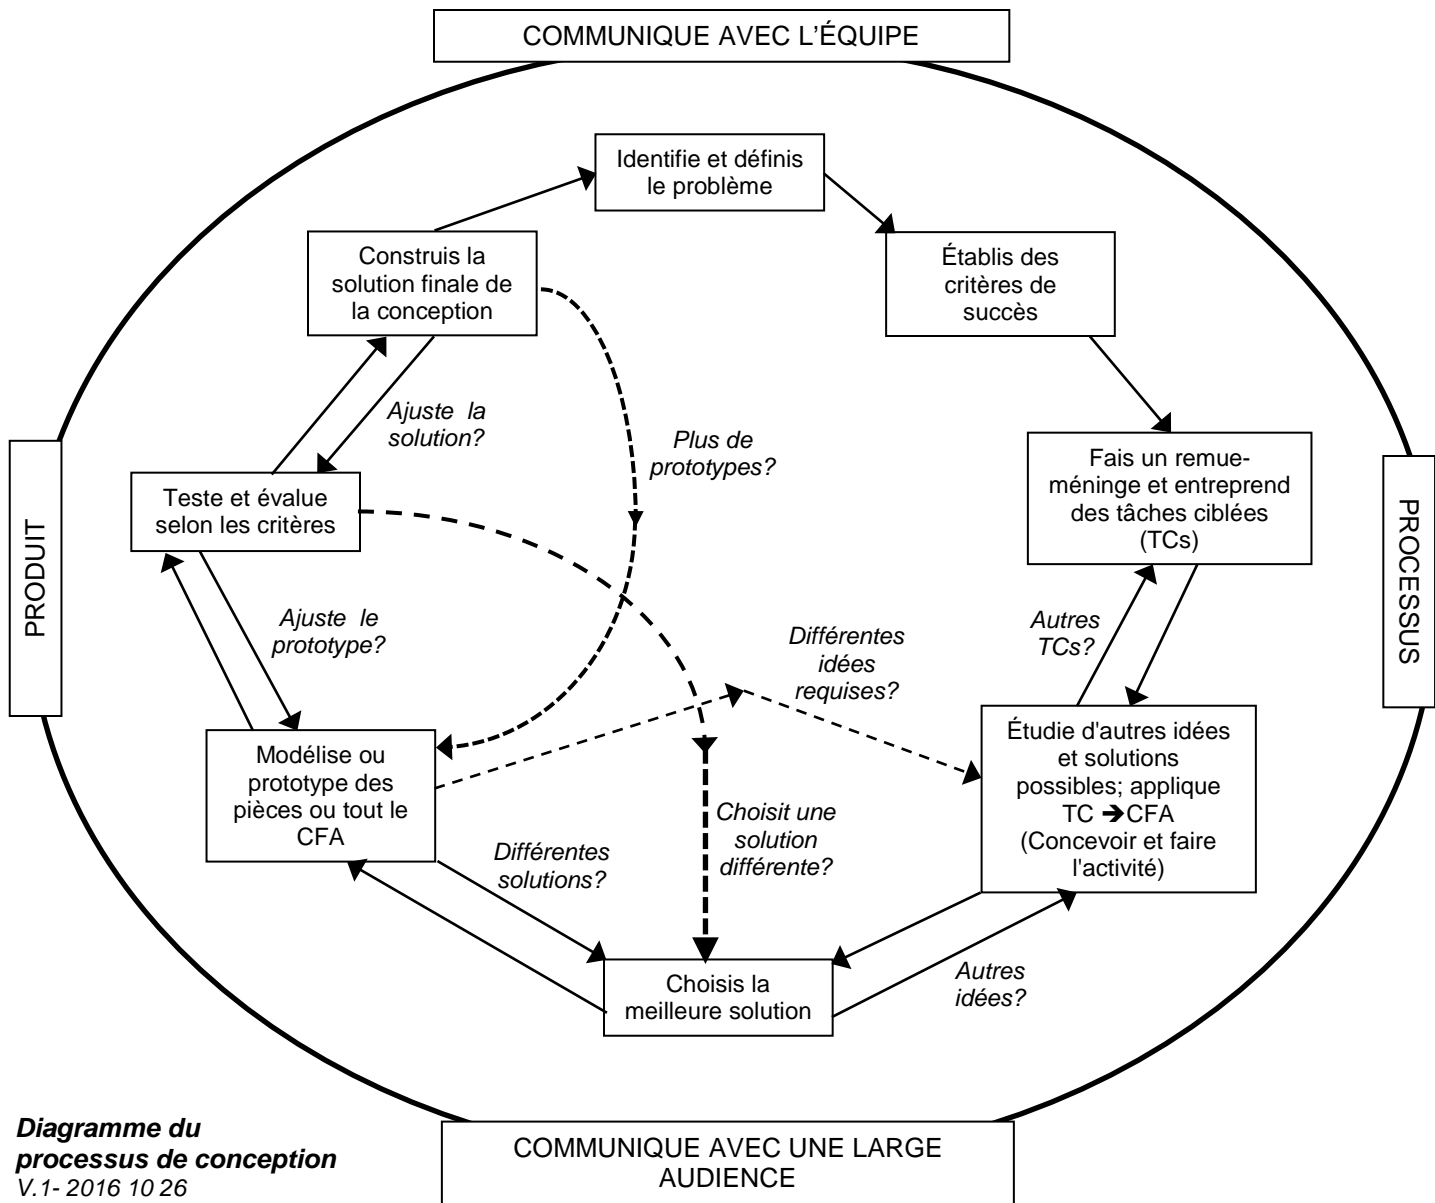 COMMUNIQUE AVEC L'ÉQUIPE
Identifie et définis
le problème
Construis la
solution finale de
la conception
Établis des
critères de
succès
Ajuste la
solution?
Plus de
prototypes?
Fais un remue-
méninge et entreprend
des tâches ciblées
(TCs)
PRODUIT
PROCESSUS
Teste et évalue
selon les critères
Ajuste le
prototype?
Différentes
idées
requises?
Autres
TCs?
Modélise ou
prototype des
pièces ou tout le
CFA
Étudie d'autres idées
et solutions
possibles; applique
TC ➔CFA
(Concevoir et faire
l'activité)
Choisit une
solution
différente?
Différentes
solutions?
Choisis la
meilleure solution
Autres
idées?
Diagramme du
processus de conception
V.1- 2016 10 26
COMMUNIQUE AVEC UNE LARGE
AUDIENCE